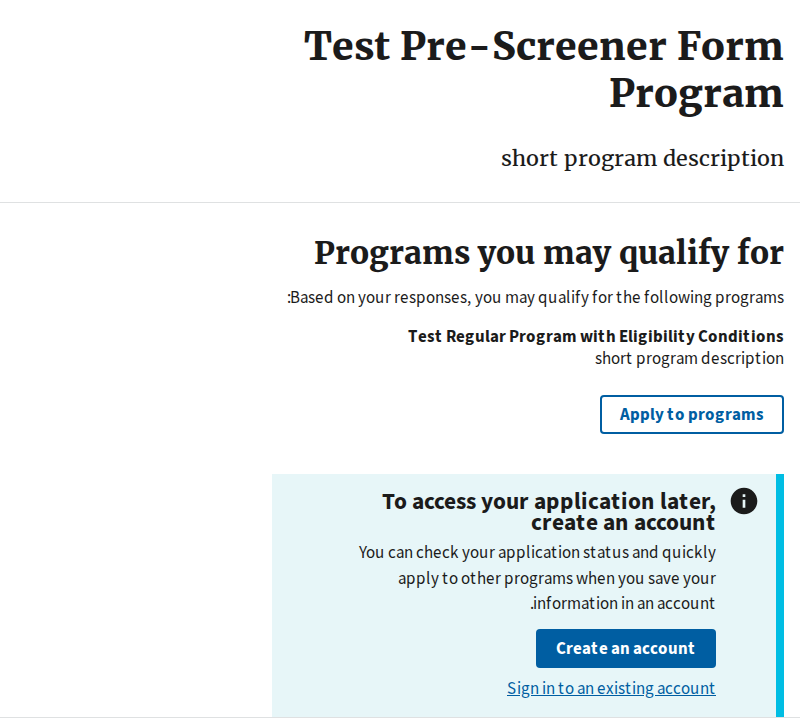 Test Pre-Screener Form
Program
short program description
Programs you may qualify for
:Based on your responses, you may qualify for the following programs
Test Regular Program with Eligibility Conditions
short program description
Apply to programs
To access your application later,
create an account
You can check your application status and quickly
apply to other programs when you save your
.information in an account
Create an account
Sign in to an existing account